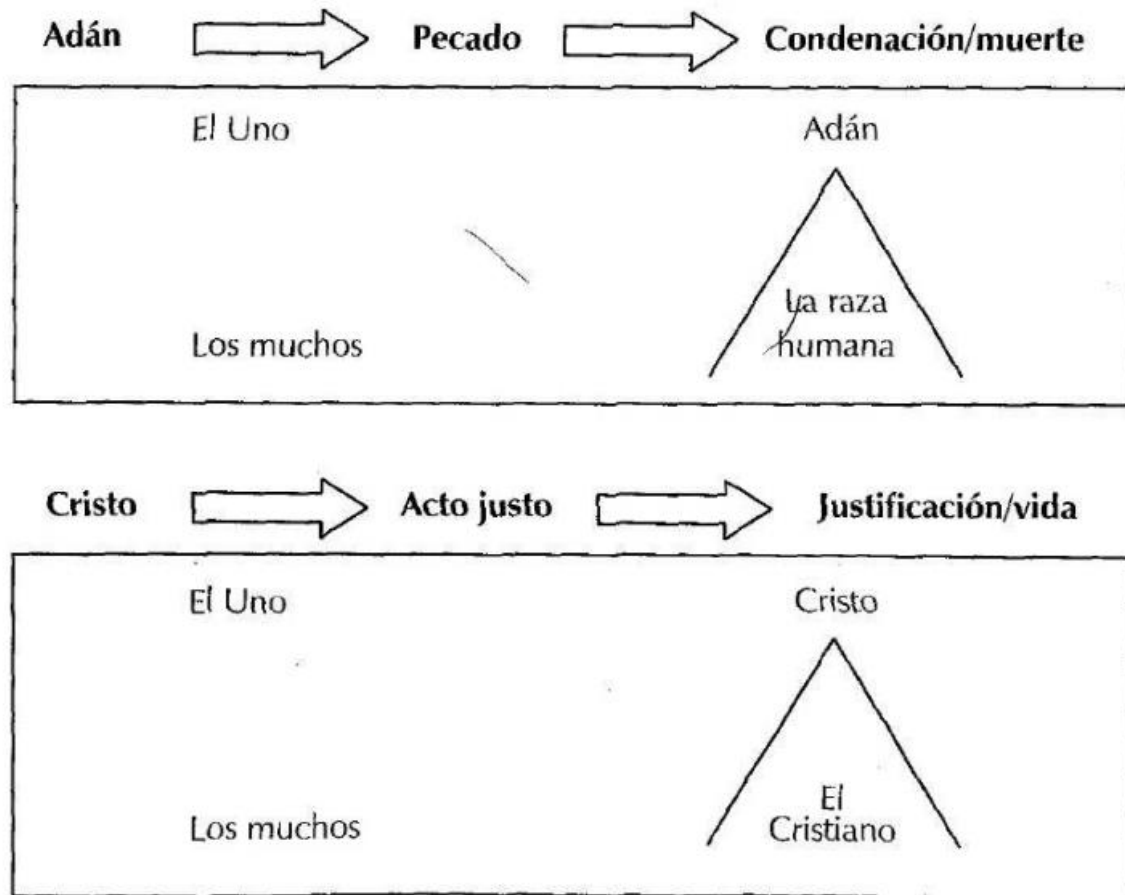 Adán Pecado Condenación/muerte
El Uno Adán
La raza
Los muchos humana
Cristo Acto justo Justificación/vida
El Uno Cristo
El
Los muchos Cristiano